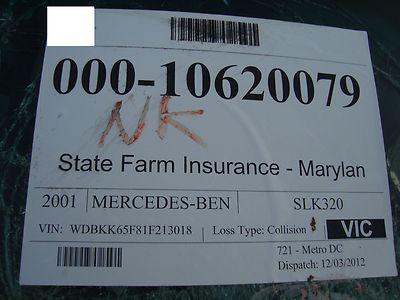 000-10620079
NK
State Farm Insurance - Marylan
2001 MERCEDES-BEN SLK320
VIN: WDBKK65F81F213018 Loss Type: Collision VIC
721 - Metro DC
Dispatch: 12/03/2012